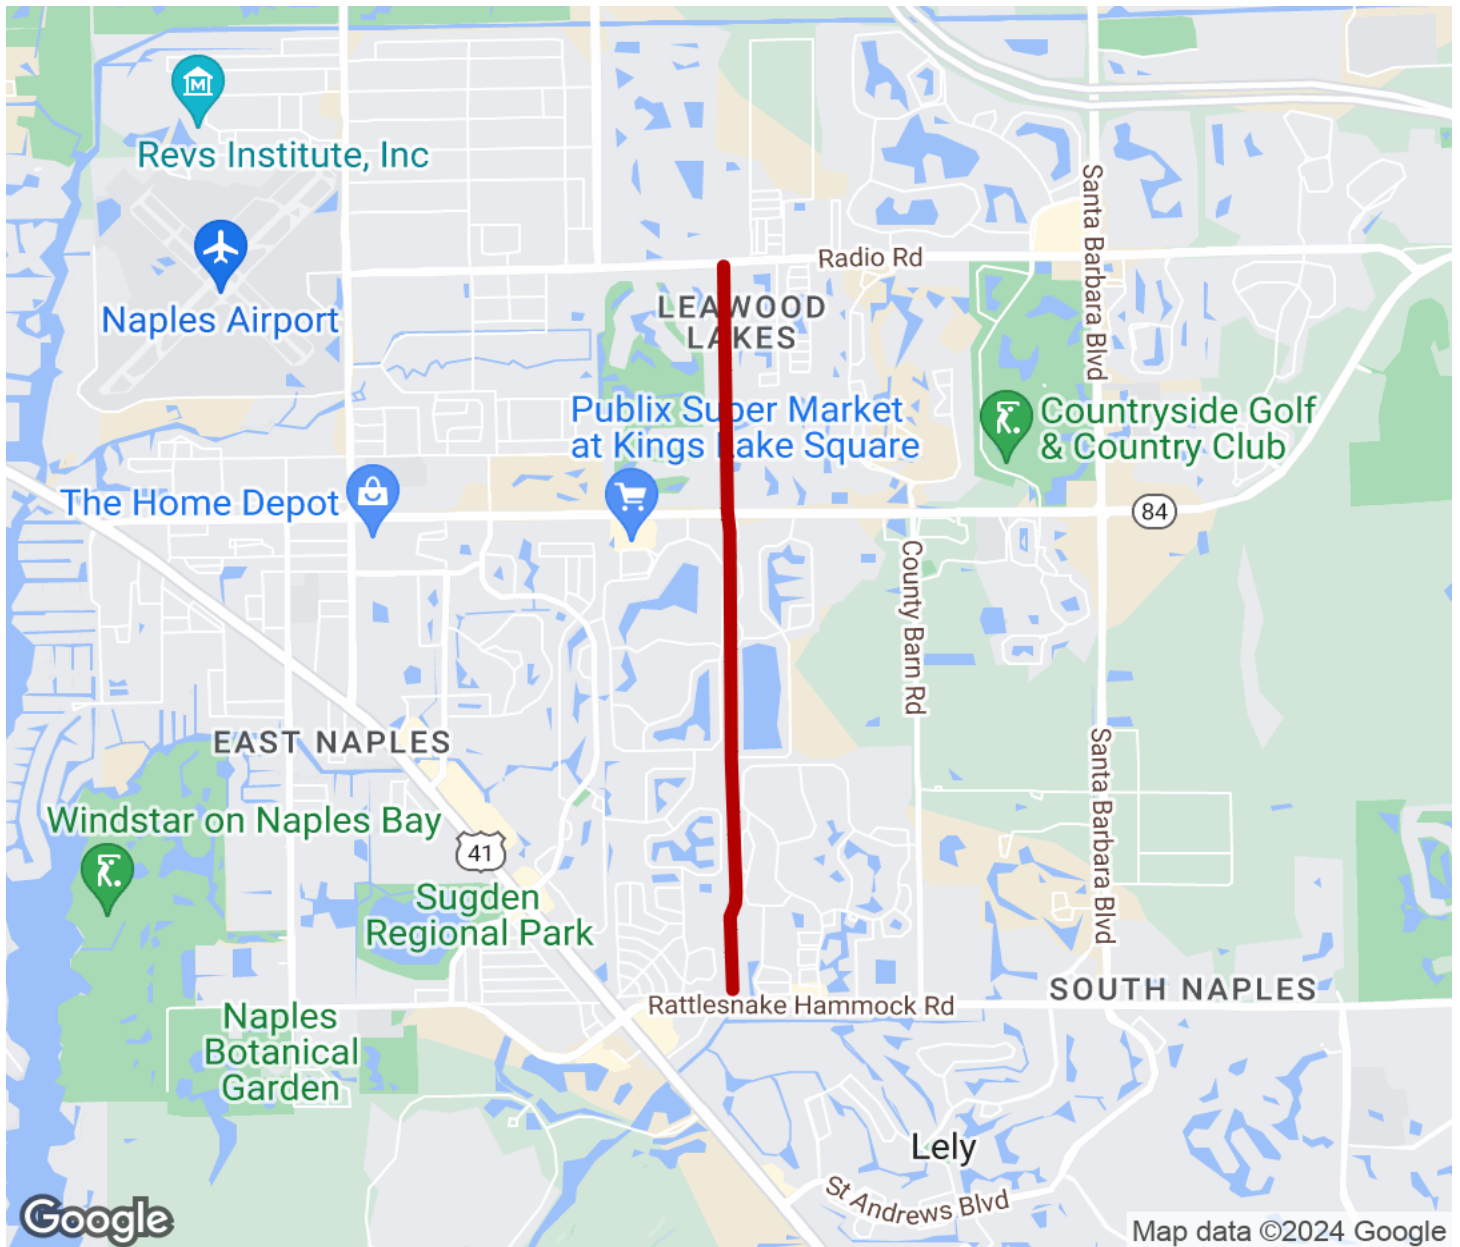 M
Revs Institute, Inc
Santa Barbara Blvd
Radio Rd
LEAWOOD
LAKES
Naples Airport
Publix Super Market
at Kings Lake Square
Countryside Golf
& Country Club
The Home Depot
84
County Barn Rd
EAST NAPLES
Santa Barbara Blvd
Windstar on Naples Bay
41
Sugden
Regional Park
SOUTH NAPLES
Rattlesnake Hammock Rd
Naples
Botanical
Garden
Lely
St Andrews Blvd
Google
Map data ©2024 Google